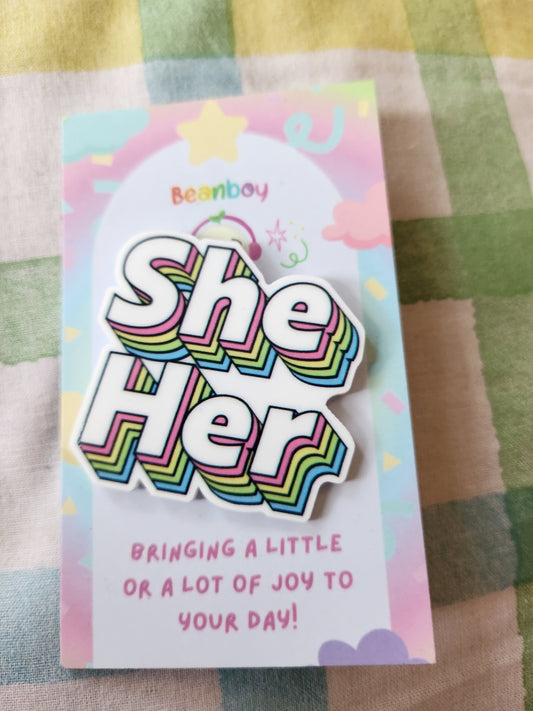 Beanboy
She
Her
BRINGING A LITTLE
OR A LOT OF JOY TO
YOUR DAY!